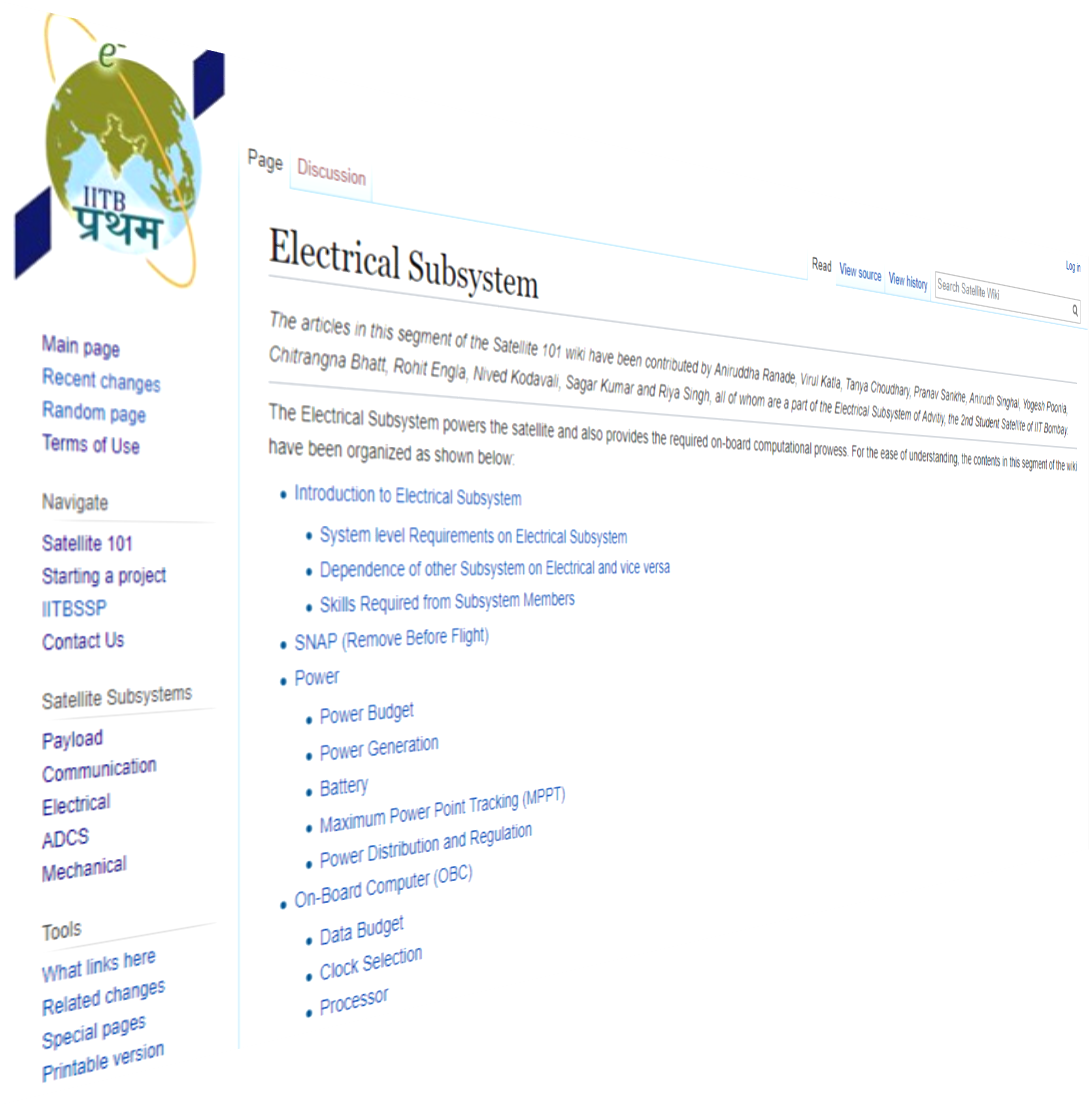 e-
IITB
प्रथम
Main page
Recent changes
Random page
Terms of Use
Navigate
Satellite 101
Starting a project
IITBSSP
Contact Us
Satellite Subsystems
Payload
Communication
Electrical
ADCS
Mechanical
Tools
What links here
Related changes
Special pages
Printable version
Log in
Page Discussion
Read View source View history Search Satellite Wiki
Electrical Subsystem
The articles in this segment of the Satellite 101 wiki have been contributed by Aniruddha Ranade, Virul Katia, Tanya Choudhary, Pranav Sankhe, Anivudh Singhal, Yogesh Poonia,
Chitrangna Bhatt, Rohit Engla, Nived Kodavali, Sagar Kumar and Riya Singh, all of whom are a part of the Electrical Subsystem of Advitiy, the 2nd Student Satellite of IIT Bombay.
The Electrical Subsystem powers the satellite and also provides the required on-board computational prowess. For the ease of understanding, the contents in this segment of the wiki
have been organized as shown below:
• Introduction to Electrical Subsystem
• System level Requirements on Electrical Subsystem
• Dependence of other Subsystem on Electrical and vice versa
• Skills Required from Subsystem Members
• SNAP (Remove Before Flight)
• Power
• Power Budget
• Power Generation
• Battery
• Maximum Power Point Tracking (MPPT)
• Power Distribution and Regulation
• On-Board Computer (OBC)
• Data Budget
• Clock Selection
• Processor